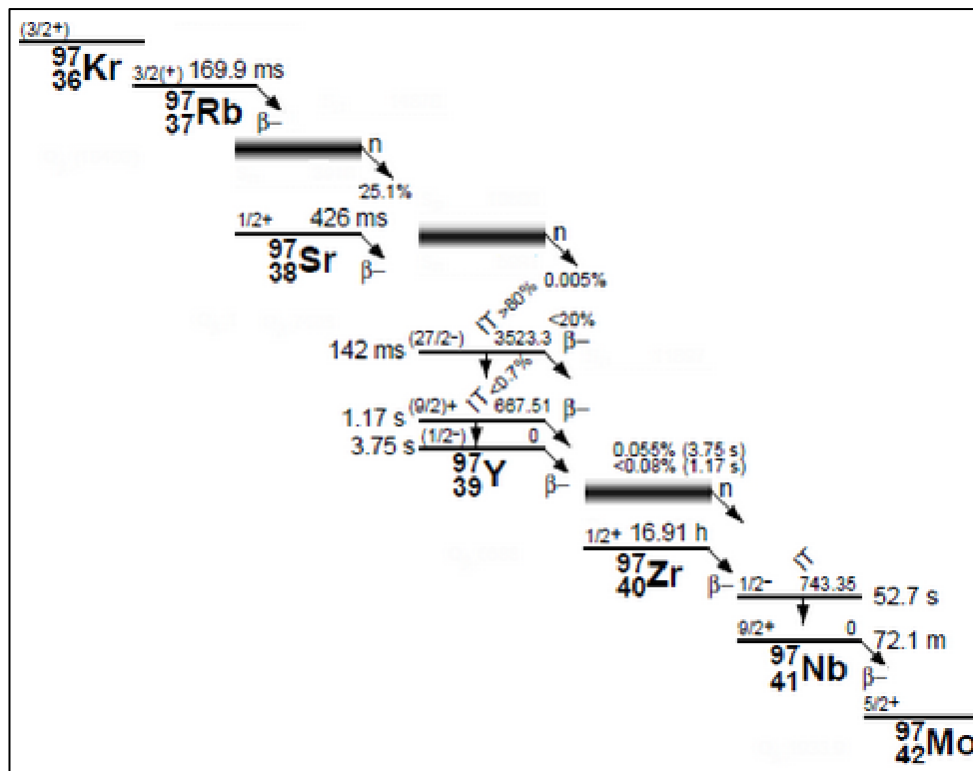 (3/2+)
97
36Kr
3/2(+) 169.9 ms
97
37Rb
β−
n
25.1%
1/2+ 426 ms
97
38Sr
β−
n
0.005%
IT >80%
<20%
142 ms (27/2−) 3523.3 β−
IT <0.7%
1.17 s (9/2)+ 667.51 β−
3.75 s (1/2−) 0
97
39Y
β−
0.055% (3.75 s)
<0.08% (1.17 s)
n
1/2+ 16.91 h
97
40Zr
β−
IT
1/2− 743.35 52.7 s
9/2+ 0 72.1 m
97
41Nb
β−
5/2+
97
42Mo